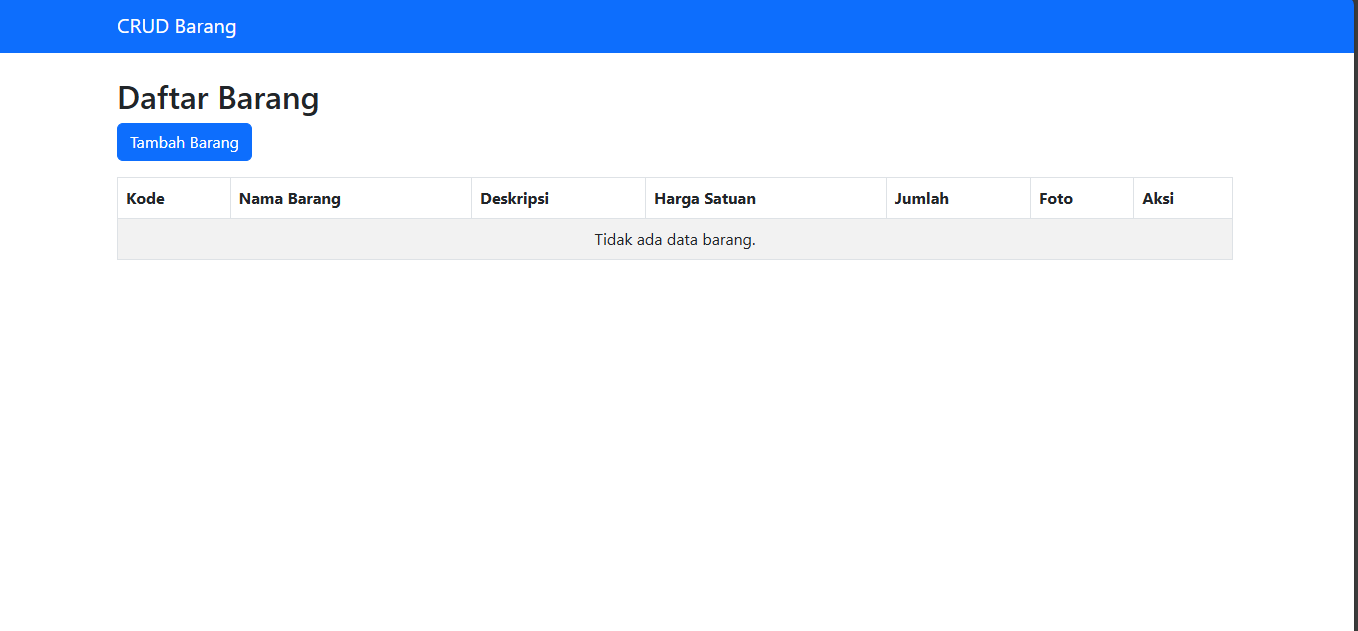 CRUD Barang
Daftar Barang
Tambah Barang
Kode Nama Barang Deskripsi Harga Satuan Jumlah Foto Aksi
Tidak ada data barang.